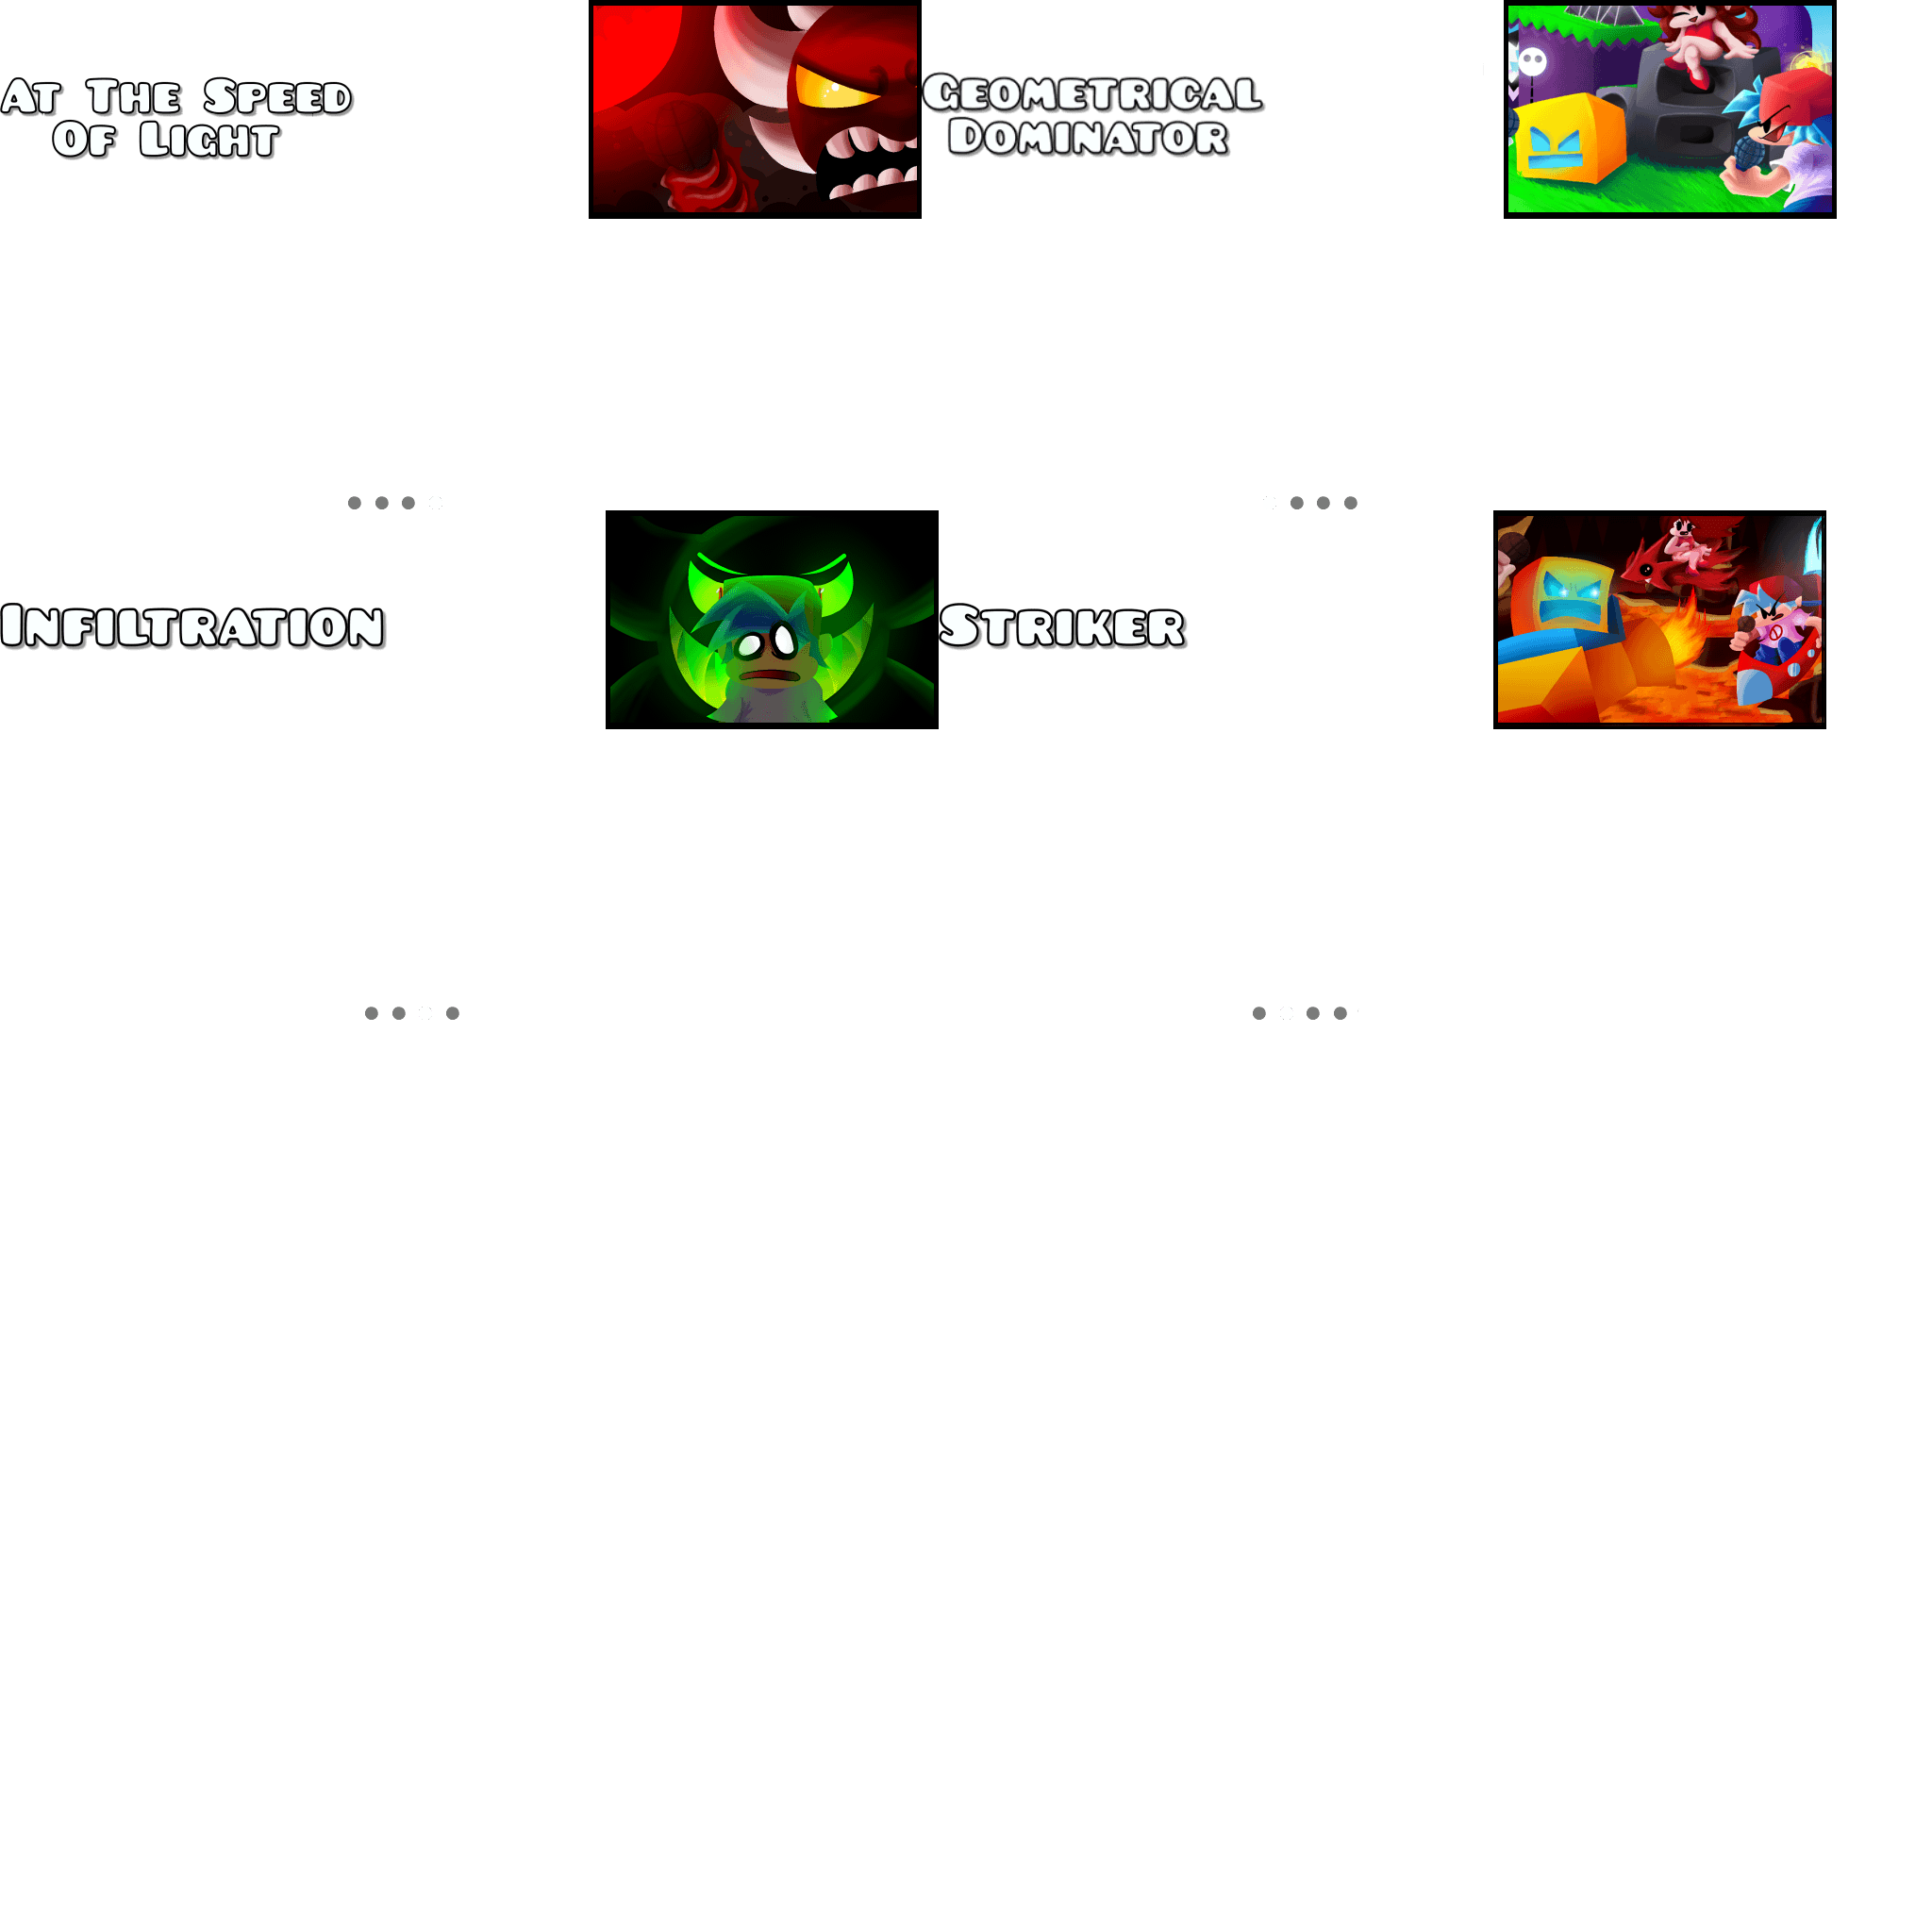 At The Speed
Of Light
Geometrical
Dominator
Infiltration
Striker